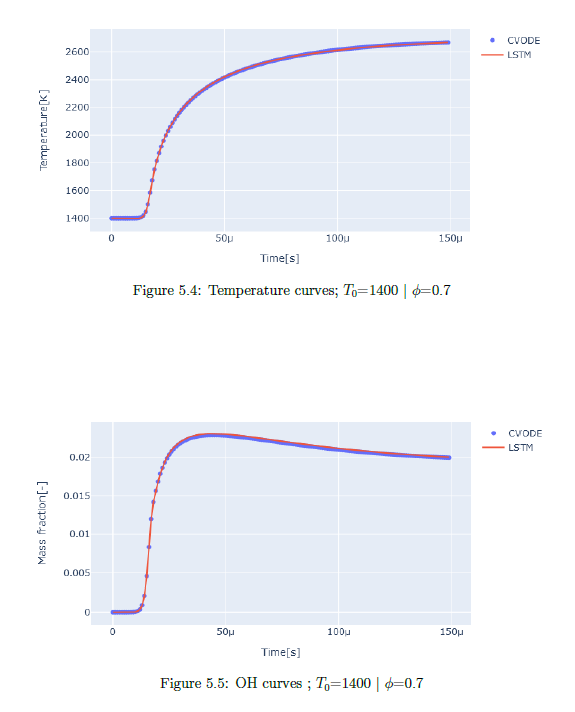 2600
2400
2200
2000
1800
1600
1400
Temperature[K]
0 50μ 100μ 150μ
Time[s]
CVODE
LSTM
Figure 5.4: Temperature curves; T₀=1400 | ϕ=0.7
0.02
0.015
0.01
0.005
0
Mass fraction[-]
0 50μ 100μ 150μ
Time[s]
CVODE
LSTM
Figure 5.5: OH curves ; T₀=1400 | ϕ=0.7